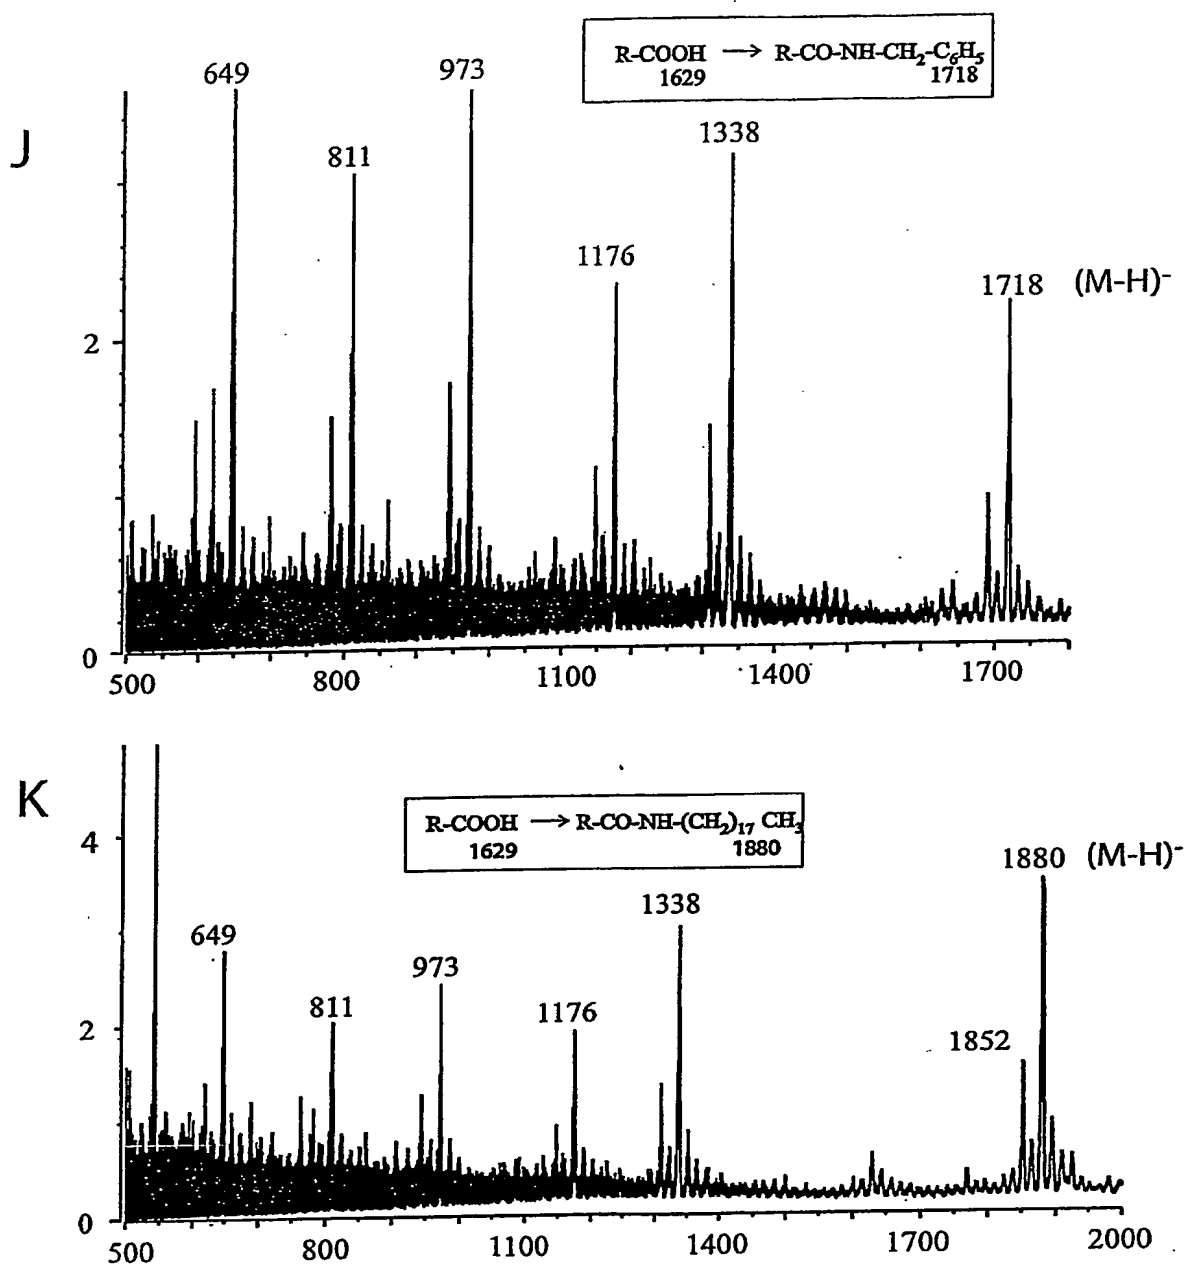 J
R-COOH → R-CO-NH-CH2-C6H5
1629 1718
649
973
811
1338
1176
1718 (M-H)-
2
0
500 800 1100 1400 1700
K
R-COOH → R-CO-NH-(CH2)17 CH3
1629 1880
4
1880 (M-H)-
1338
649
973
811
1176
1852
2
0
500 800 1100 1400 1700 2000